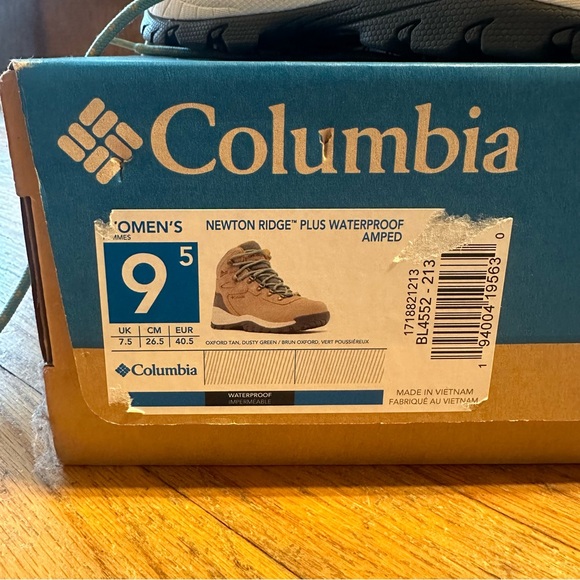 Columbia
WOMEN'S
NEWTON RIDGE™ PLUS WATERPROOF
AMPED
9 5
UK CM EUR
7.5 26.5 40.5
OXFORD TAN, DUSTY GREEN / BRUN OXFORD, VERT POUSSIÉREUX
Columbia
WATERPROOF
IMPERMÉABLE
1718821213
BL4552 - 213
1 94004 19563 0
MADE IN VIETNAM
FABRIQUÉ AU VIETNAM